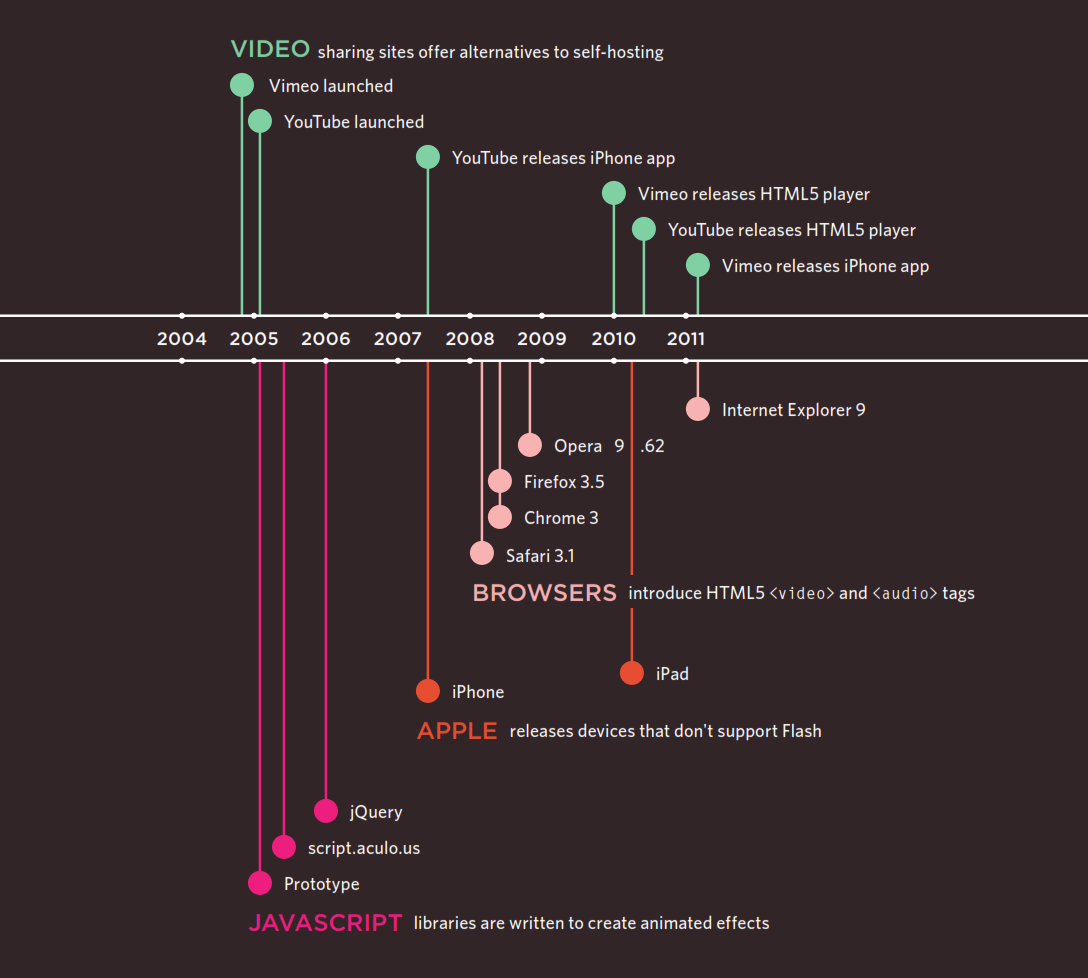 VIDEO sharing sites offer alternatives to self-hosting
Vimeo launched
YouTube launched
YouTube releases iPhone app
Vimeo releases HTML5 player
YouTube releases HTML5 player
Vimeo releases iPhone app
2004 2005 2006 2007 2008 2009 2010 2011
Internet Explorer 9
Opera 9 .62
Firefox 3.5
Chrome 3
Safari 3.1
BROWSERS introduce HTML5 <video> and <audio> tags
iPad
iPhone
APPLE releases devices that don't support Flash
jQuery
script.aculo.us
Prototype
JAVASCRIPT libraries are written to create animated effects